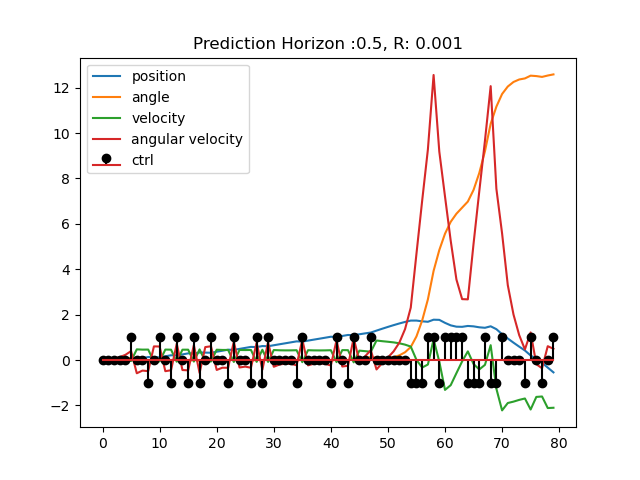 Prediction Horizon :0.5, R: 0.001
position
angle
velocity
angular velocity
ctrl
12
10
8
6
4
2
0
−2
0 10 20 30 40 50 60 70 80